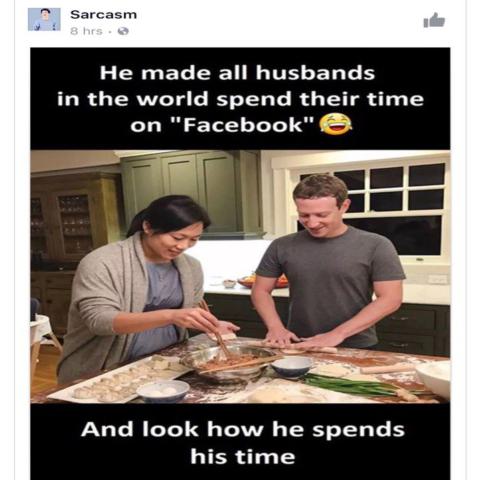 Sarcasm
8 hrs ·
He made all husbands
in the world spend their time
on "Facebook"😂
And look how he spends
his time